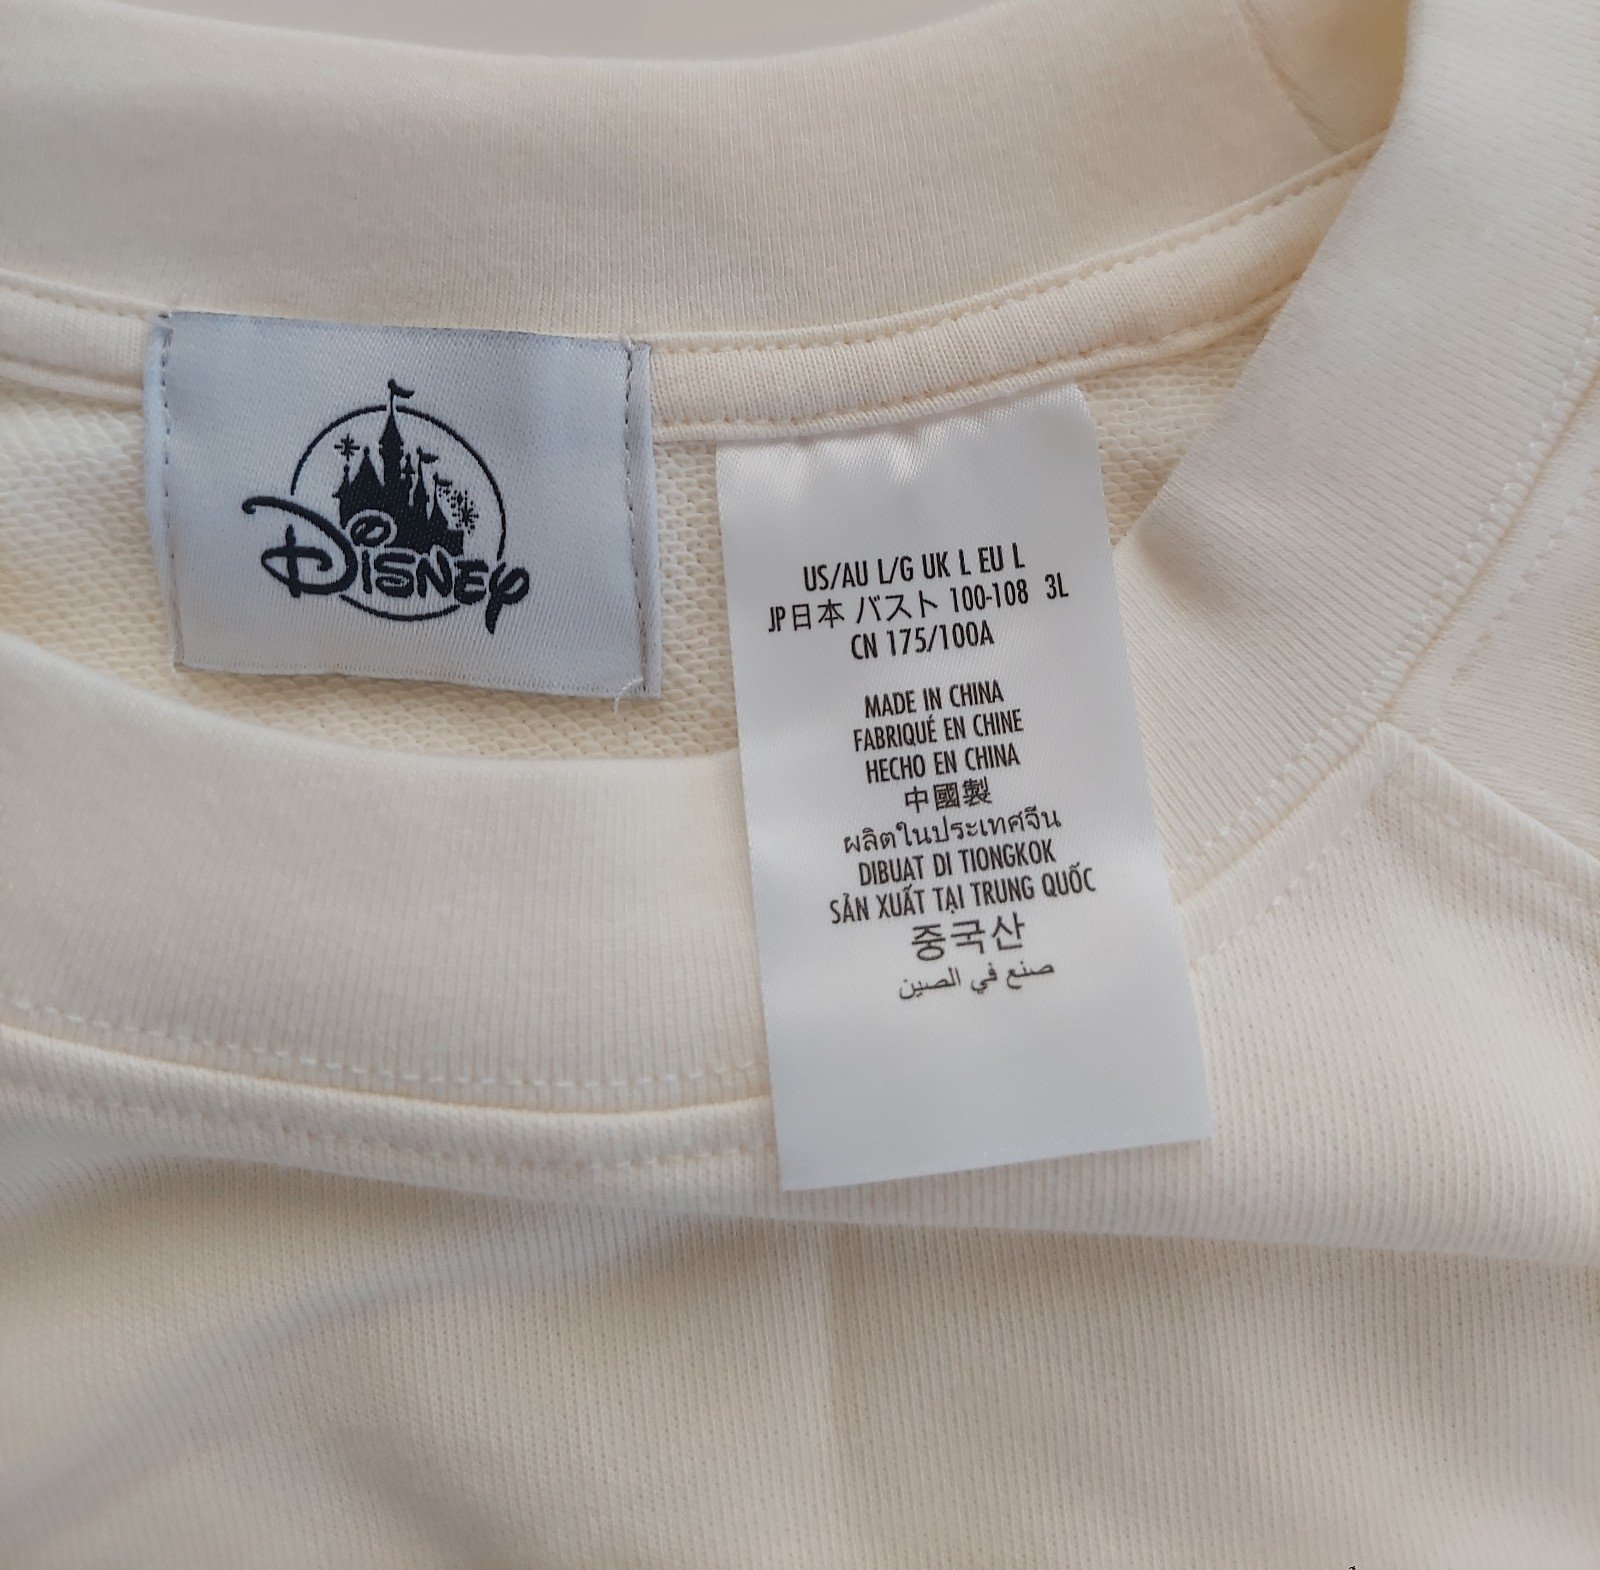 Disney
US/AU L/G UK L EU L
JP日本 バスト 100-108 3L
CN 175/100A
MADE IN CHINA
FABRIQUÉ EN CHINE
HECHO EN CHINA
中國製
ผลิตในประเทศจีน
DIBUAT DI TIONGKOK
SẢN XUẤT TẠI TRUNG QUỐC
중국산
صنع في الصين